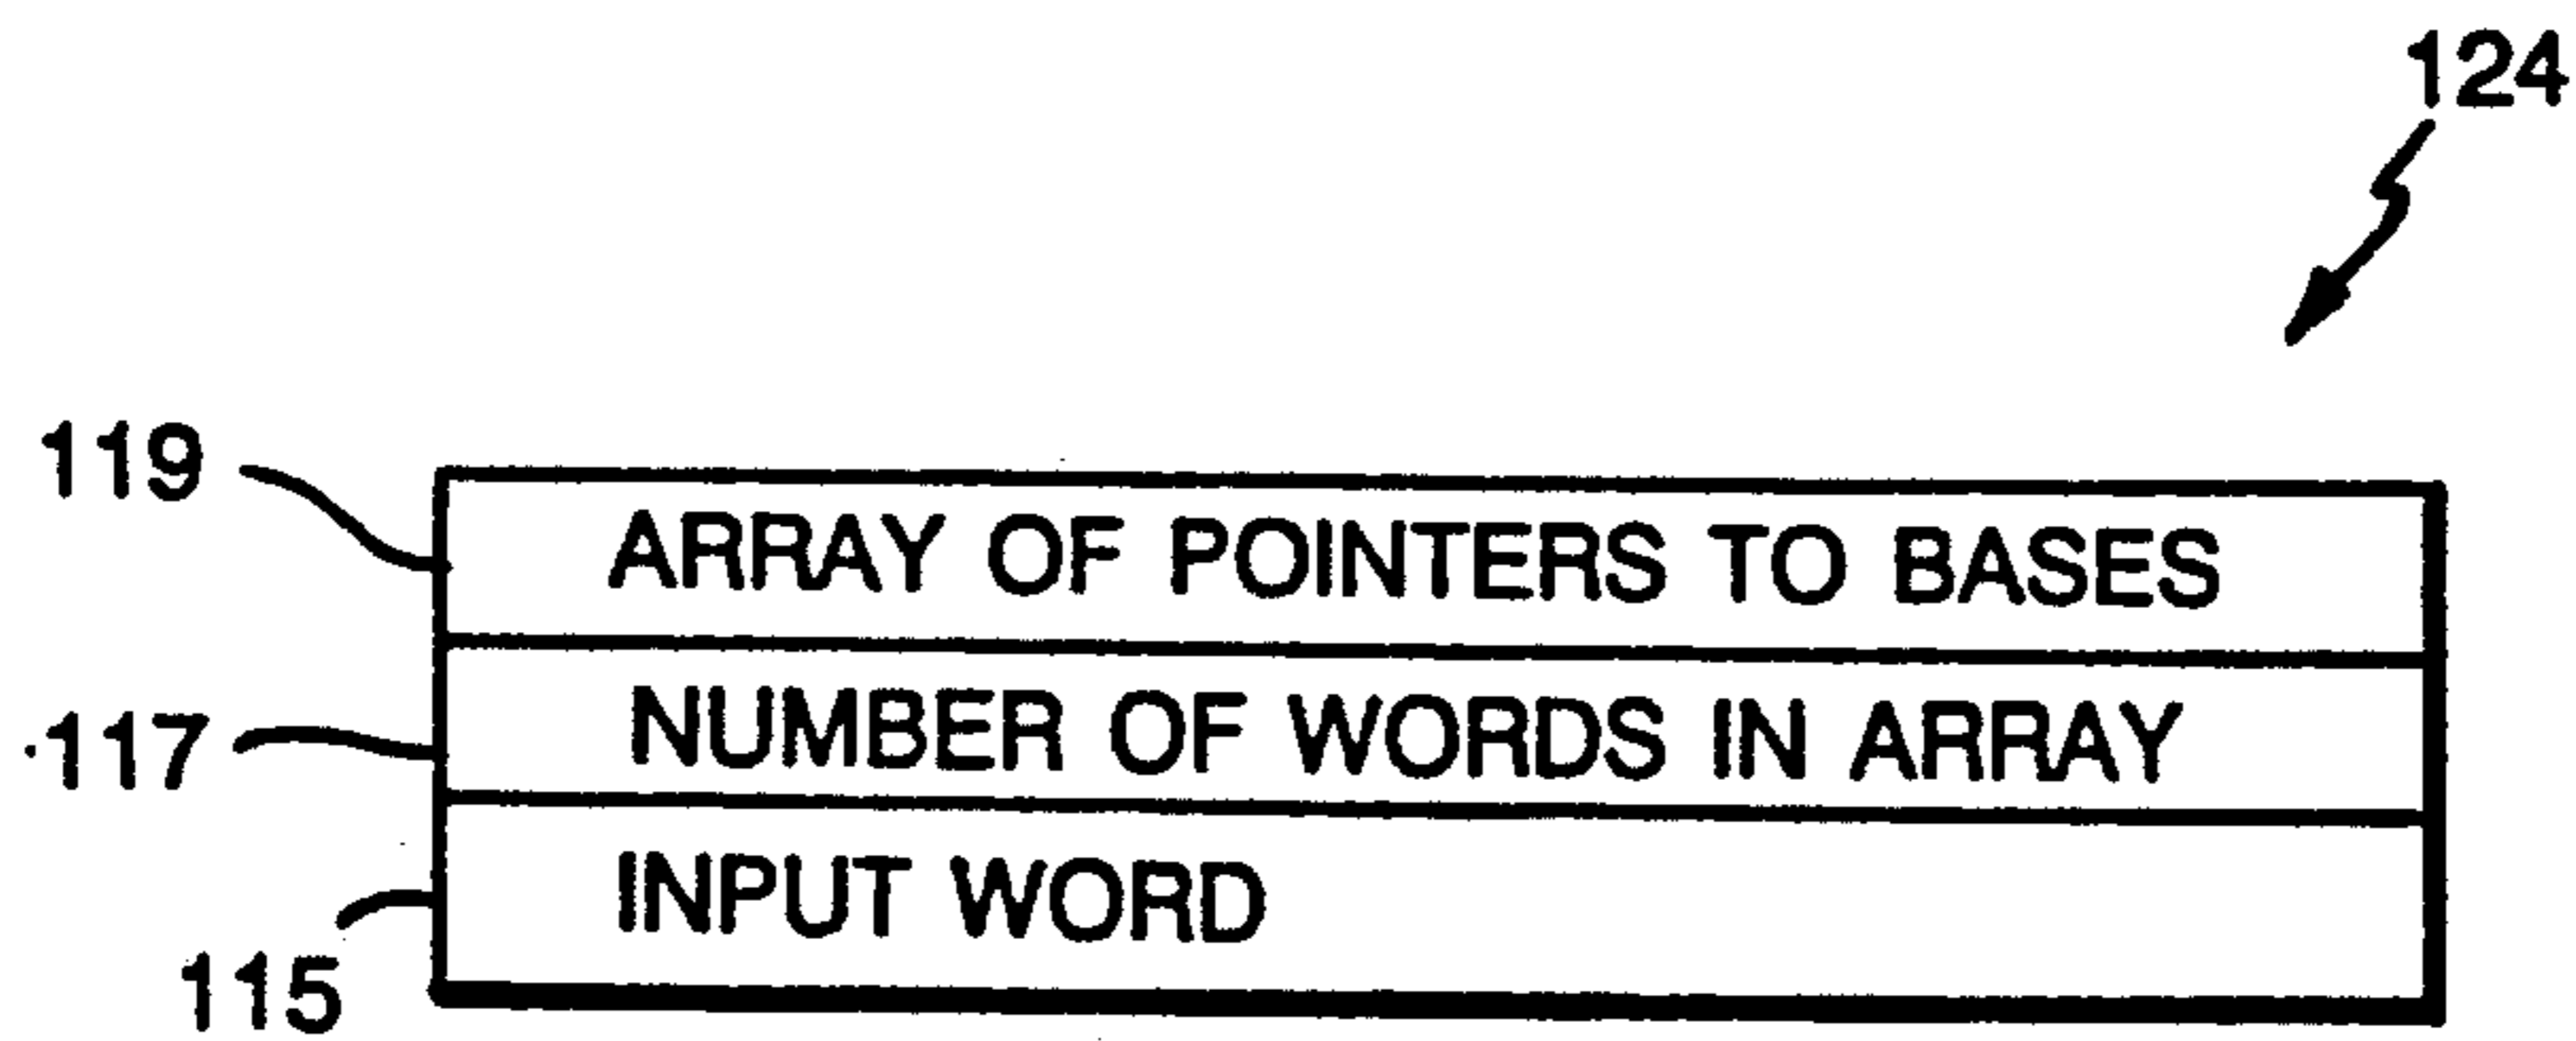 124
119 ARRAY OF POINTERS TO BASES
117 NUMBER OF WORDS IN ARRAY
INPUT WORD
115